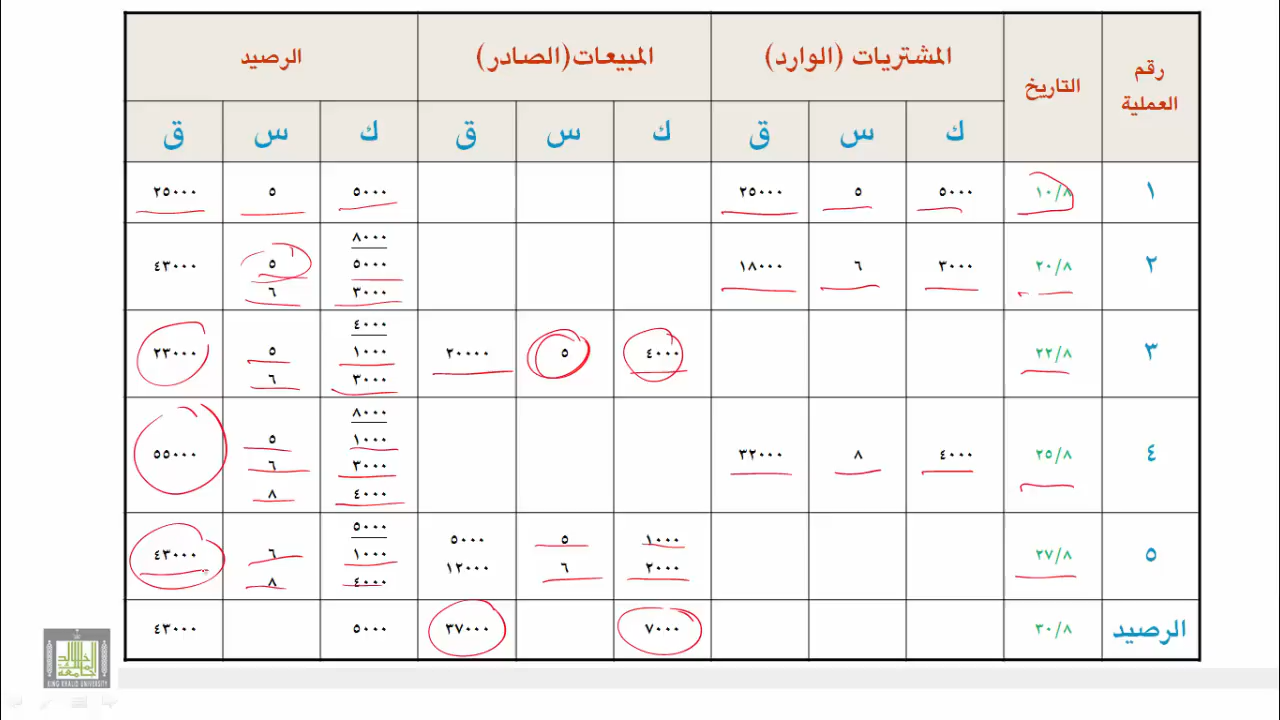 رقم العملية التاريخ المشتريات (الوارد) المبيعات(الصادر) الرصيد
ك س ق ك س ق ك س ق
١ ١٠/٨ ٥٠٠٠ ٥ ٢٥٠٠٠ ٥٠٠٠ ٥ ٢٥٠٠٠
٨٠٠٠
٢ ٢٠/٨ ٣٠٠٠ ٦ ١٨٠٠٠ ٥٠٠٠ ٥ ٤٣٠٠٠
٣٠٠٠ ٦
٤٠٠٠
٣ ٢٢/٨ ٤٠٠٠ ٥ ٢٠٠٠٠ ١٠٠٠ ٥ ٢٣٠٠٠
٣٠٠٠ ٦
٨٠٠٠
١٠٠٠ ٥
٤ ٢٥/٨ ٤٠٠٠ ٨ ٣٢٠٠٠ ٣٠٠٠ ٦ ٥٥٠٠٠
٤٠٠٠ ٨
٥٠٠٠
٥ ٢٧/٨ ١٠٠٠ ٥ ٥٠٠٠ ١٠٠٠ ٦ ٤٣٠٠٠
٢٠٠٠ ٦ ١٢٠٠٠ ٤٠٠٠ ٨
الرصيد ٣٠/٨ ٧٠٠٠ ٣٧٠٠٠ ٥٠٠٠ ٤٣٠٠٠
KING KHALID UNIVERSITY